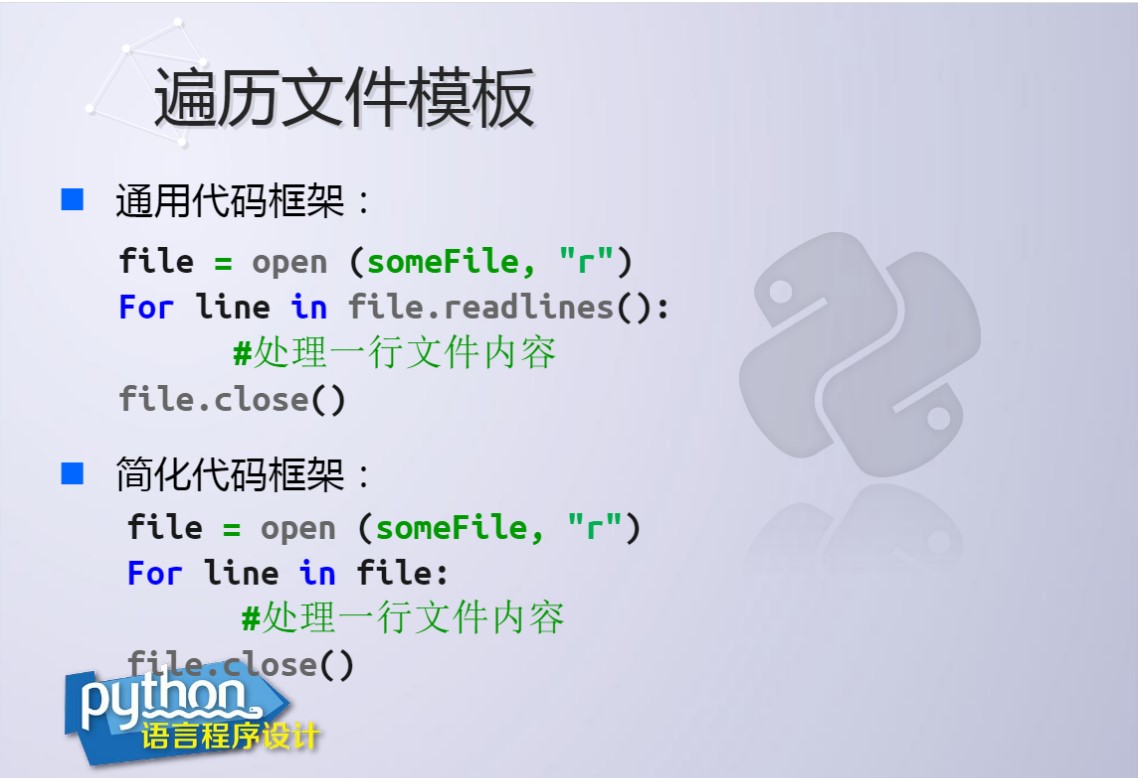 遍历文件模板
通用代码框架：
file = open (someFile, "r")
For line in file.readlines():
#处理一行文件内容
file.close()
简化代码框架：
file = open (someFile, "r")
For line in file:
#处理一行文件内容
file.close()
python
语言程序设计